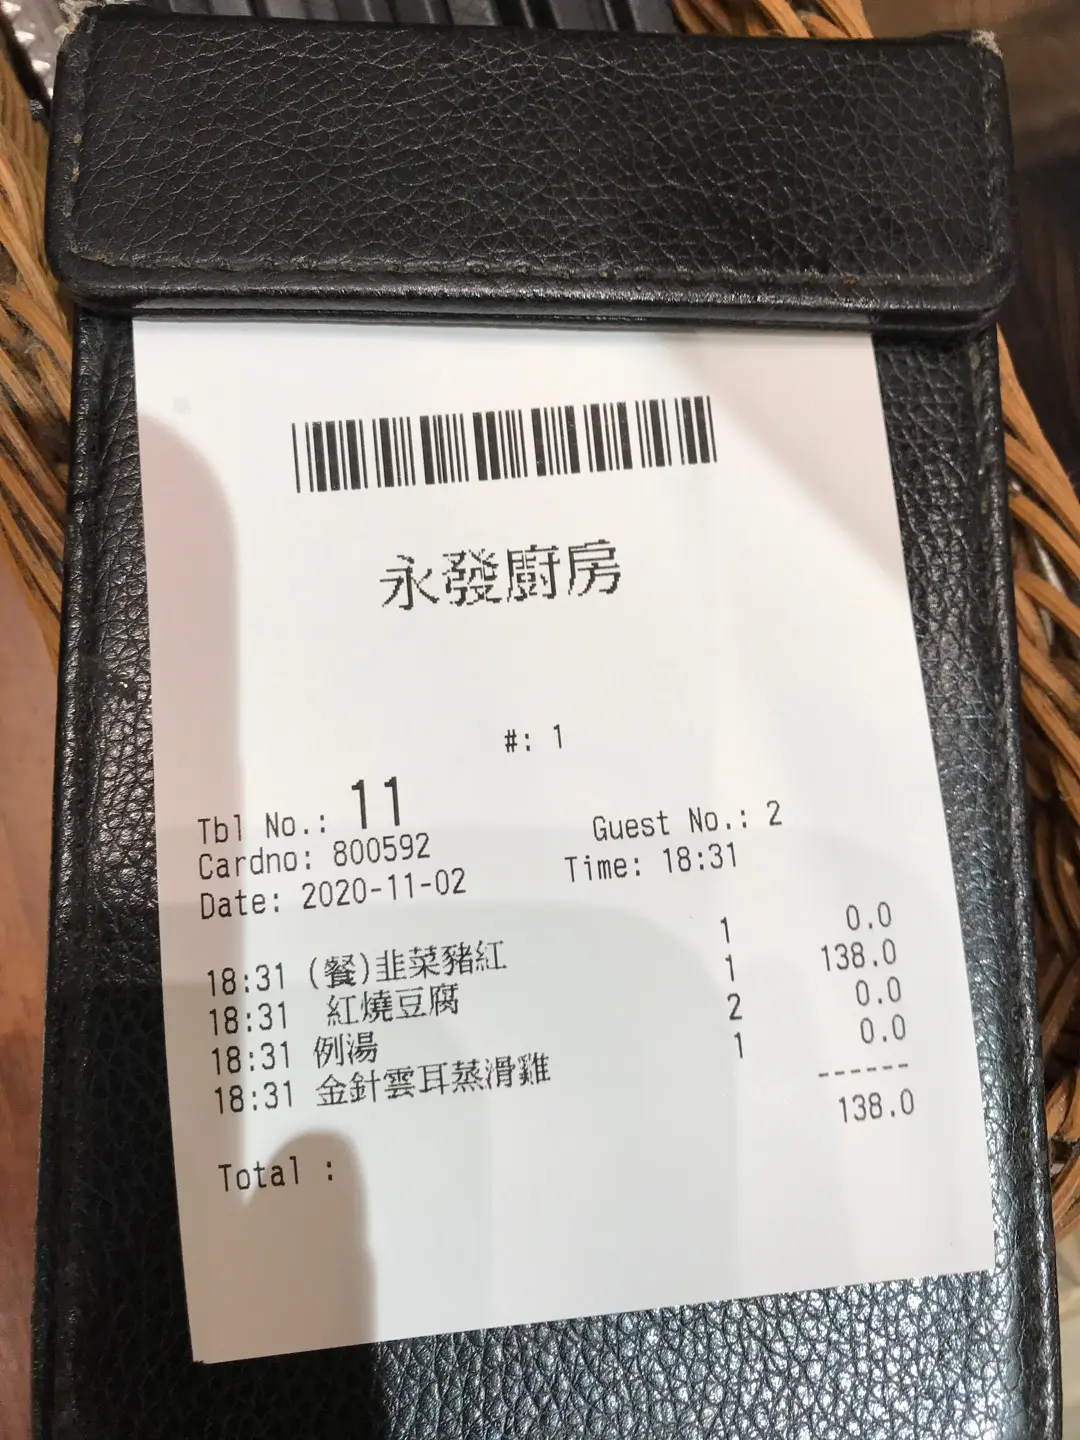 永發廚房
#: 1
Tbl No.: 11 Guest No.: 2
Cardno: 800592 Time: 18:31
Date: 2020-11-02
18:31 (餐)韭菜豬紅 1 0.0
18:31 紅燒豆腐 1 138.0
18:31 例湯 2 0.0
18:31 金針雲耳蒸滑雞 1 0.0
------
Total : 138.0